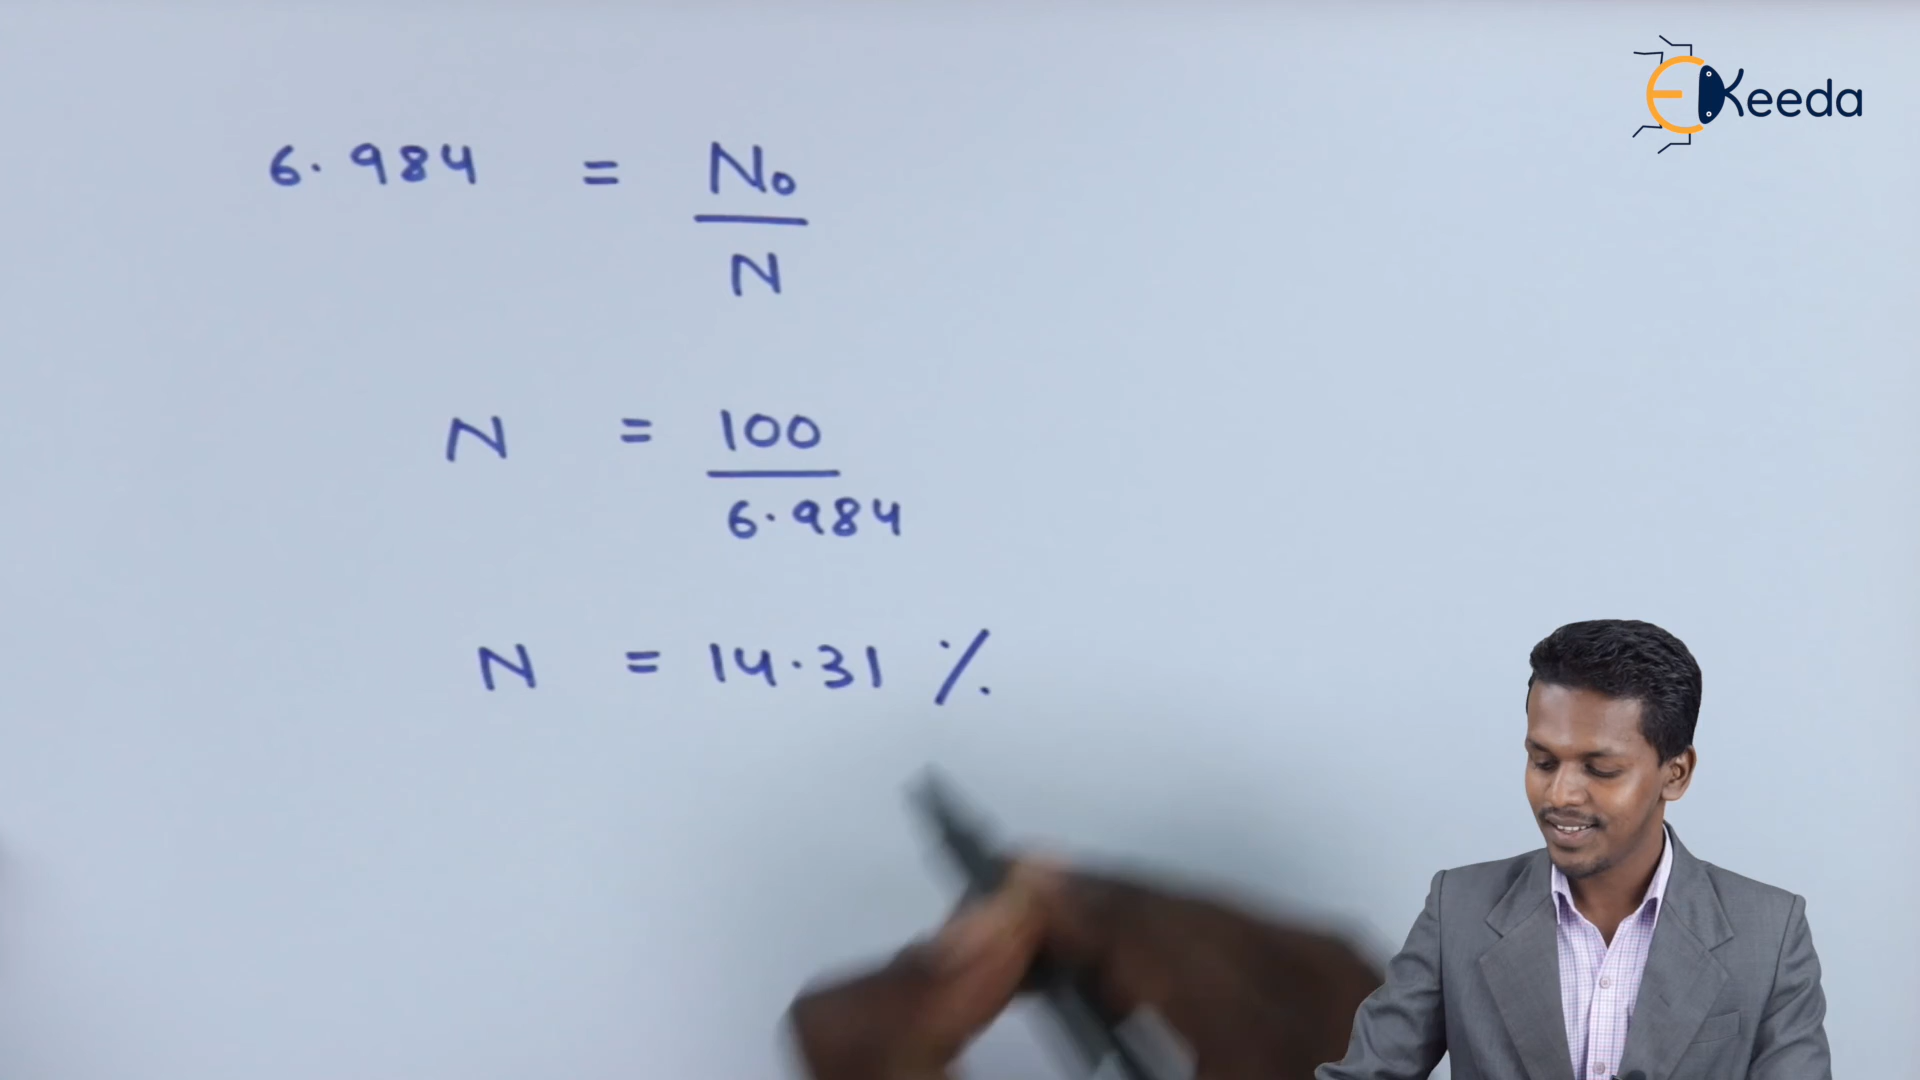 EKeeda
6.984 = N₀
N
N = 100
6.984
N = 14.31 %